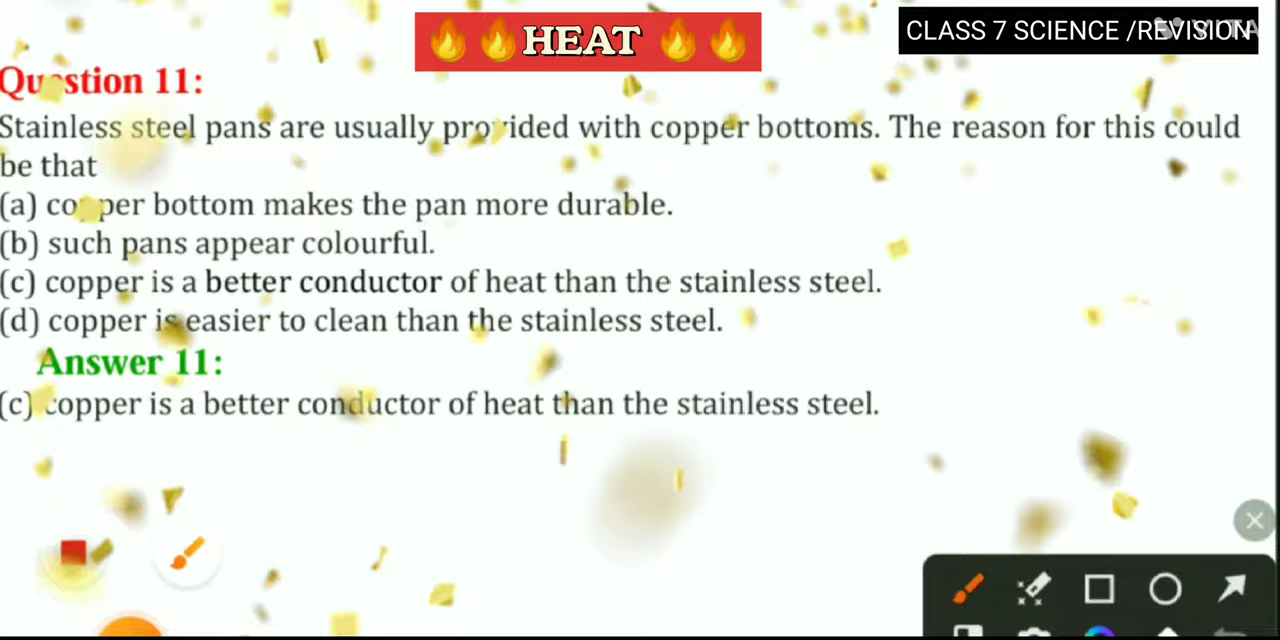 🔥🔥HEAT🔥🔥
CLASS 7 SCIENCE /REVISION
Question 11:
Stainless steel pans are usually provided with copper bottoms. The reason for this could
be that
(a) copper bottom makes the pan more durable.
(b) such pans appear colourful.
(c) copper is a better conductor of heat than the stainless steel.
(d) copper is easier to clean than the stainless steel.
Answer 11:
(c) copper is a better conductor of heat than the stainless steel.